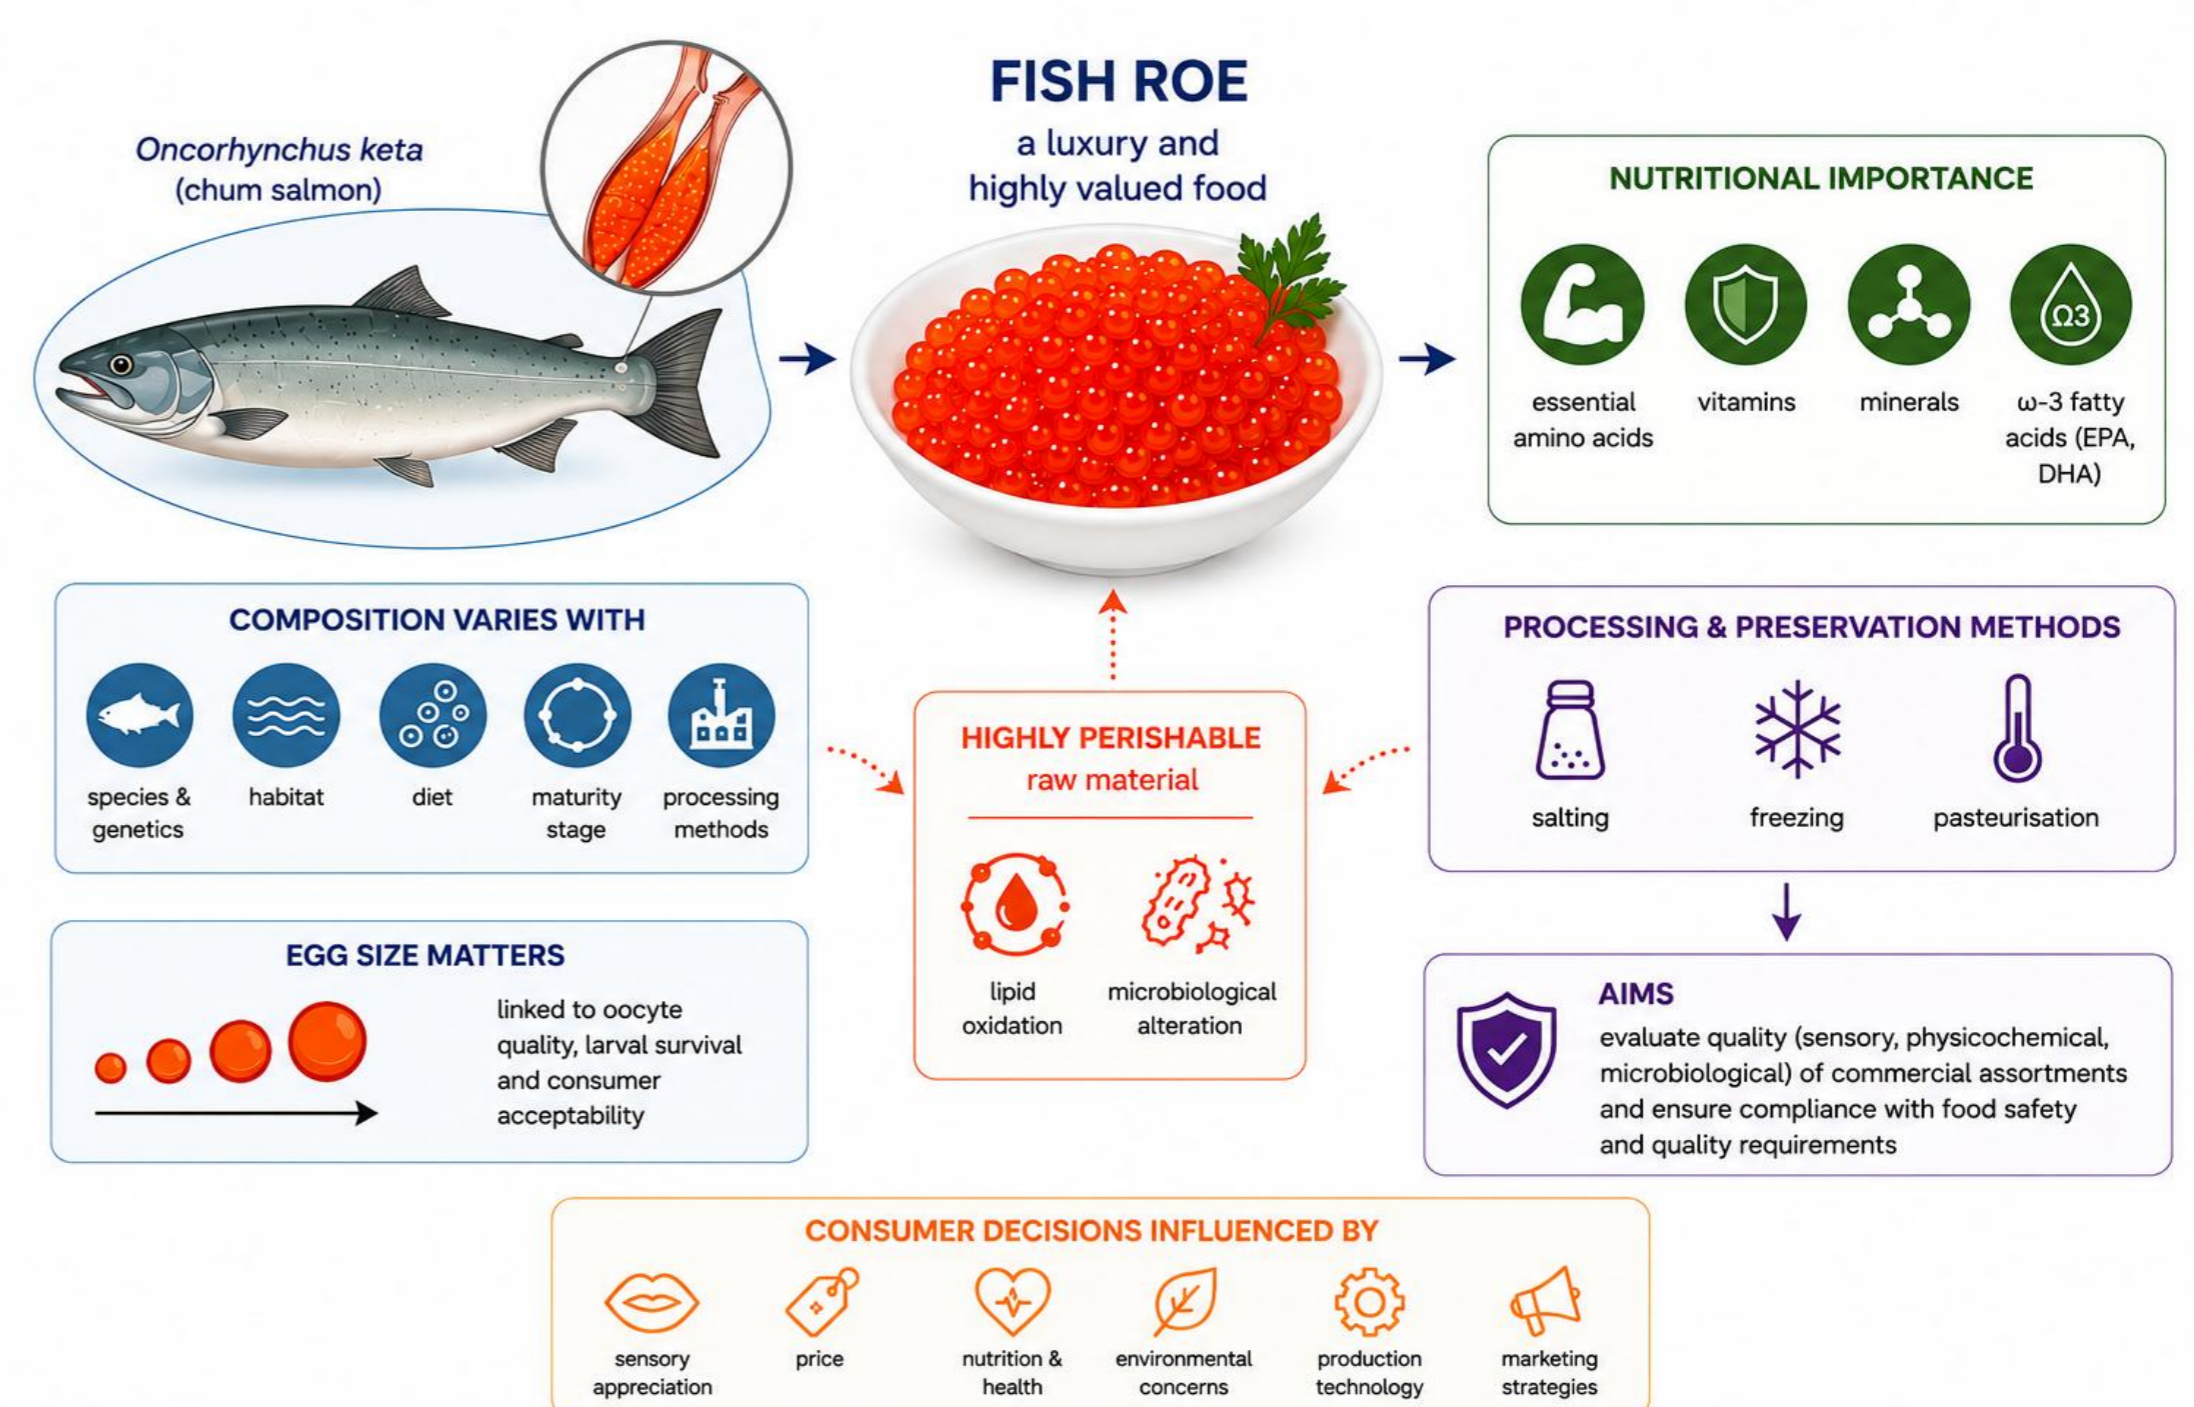 FISH ROE
a luxury and
highly valued food
Oncorhynchus keta
(chum salmon)
NUTRITIONAL IMPORTANCE
Ω3
essential
amino acids
vitamins
minerals
ω-3 fatty
acids (EPA,
DHA)
COMPOSITION VARIES WITH
species &
genetics
habitat
diet
maturity
stage
processing
methods
EGG SIZE MATTERS
linked to oocyte
quality, larval survival
and consumer
acceptability
HIGHLY PERISHABLE
raw material
lipid
oxidation
microbiological
alteration
PROCESSING & PRESERVATION METHODS
salting
freezing
pasteurisation
AIMS
evaluate quality (sensory, physicochemical,
microbiological) of commercial assortments
and ensure compliance with food safety
and quality requirements
CONSUMER DECISIONS INFLUENCED BY
sensory
appreciation
price
nutrition &
health
environmental
concerns
production
technology
marketing
strategies